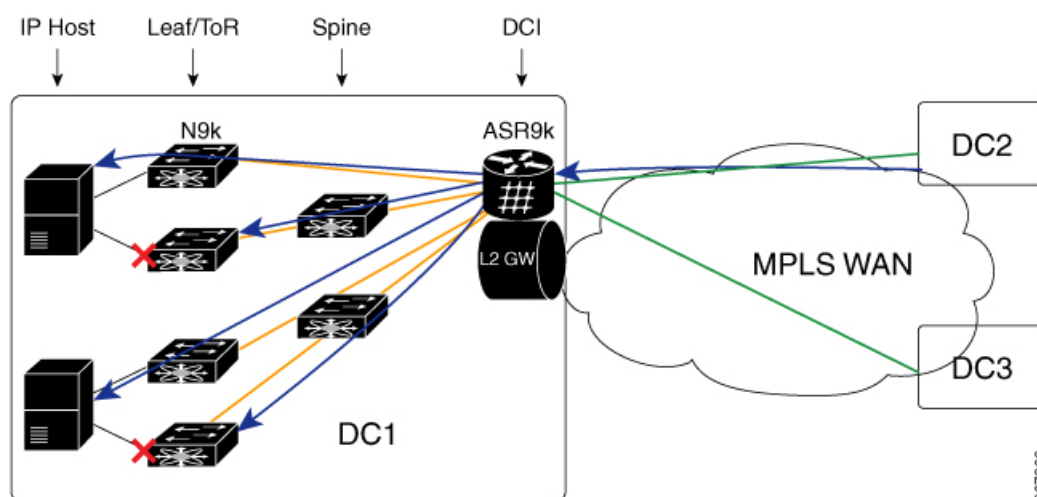 IP Host
Leaf/ToR
Spine
DCI
N9k
ASR9k
DC2
L2 GW
MPLS WAN
DC3
DC1